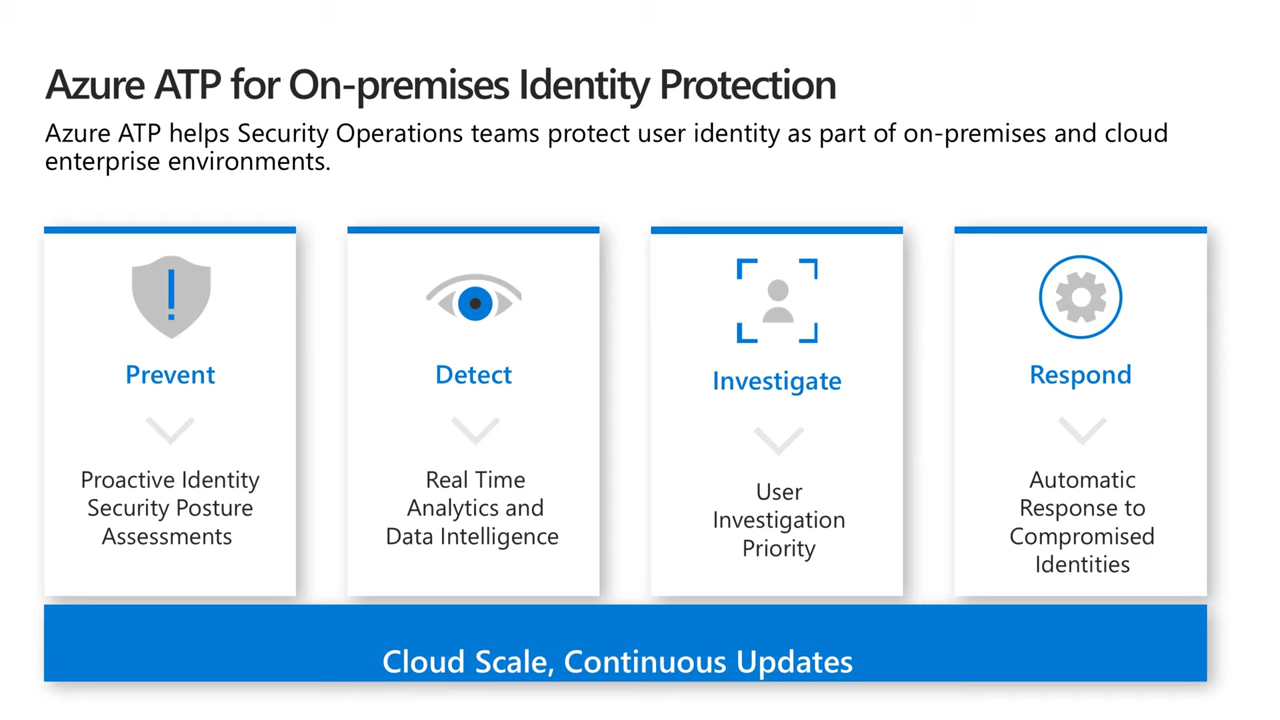 Azure ATP for On-premises Identity Protection
Azure ATP helps Security Operations teams protect user identity as part of on-premises and cloud
enterprise environments.
Prevent
Proactive Identity
Security Posture
Assessments
Detect
Real Time
Analytics and
Data Intelligence
Investigate
User
Investigation
Priority
Respond
Automatic
Response to
Compromised
Identities
Cloud Scale, Continuous Updates